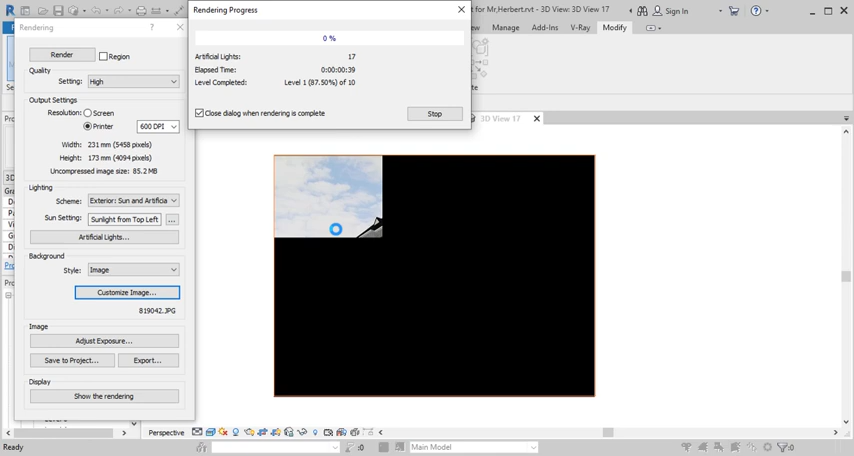 Rendering
Rendering Progress
t for Mr,Herbert.rvt - 3D View: 3D View 17
Sign In
ew Manage Add-Ins V-Ray Modify
Render
Region
Quality
Setting: High
Output Settings
Resolution: Screen
Printer 600 DPI
Width: 231 mm (5458 pixels)
Height: 173 mm (4094 pixels)
Uncompressed image size: 85.2 MB
Lighting
Scheme: Exterior: Sun and Artificia
Sun Setting: Sunlight from Top Left ...
Artificial Lights...
Background
Style: Image
Customize Image...
819042.JPG
Image
Adjust Exposure...
Save to Project... Export...
Display
Show the rendering
0 %
Artificial Lights: 17
Elapsed Time: 0:00:00:39
Level Completed: Level 1 (87.50%) of 10
Close dialog when rendering is complete
Stop
3D View 17
Perspective
Ready
:0
Main Model
:0